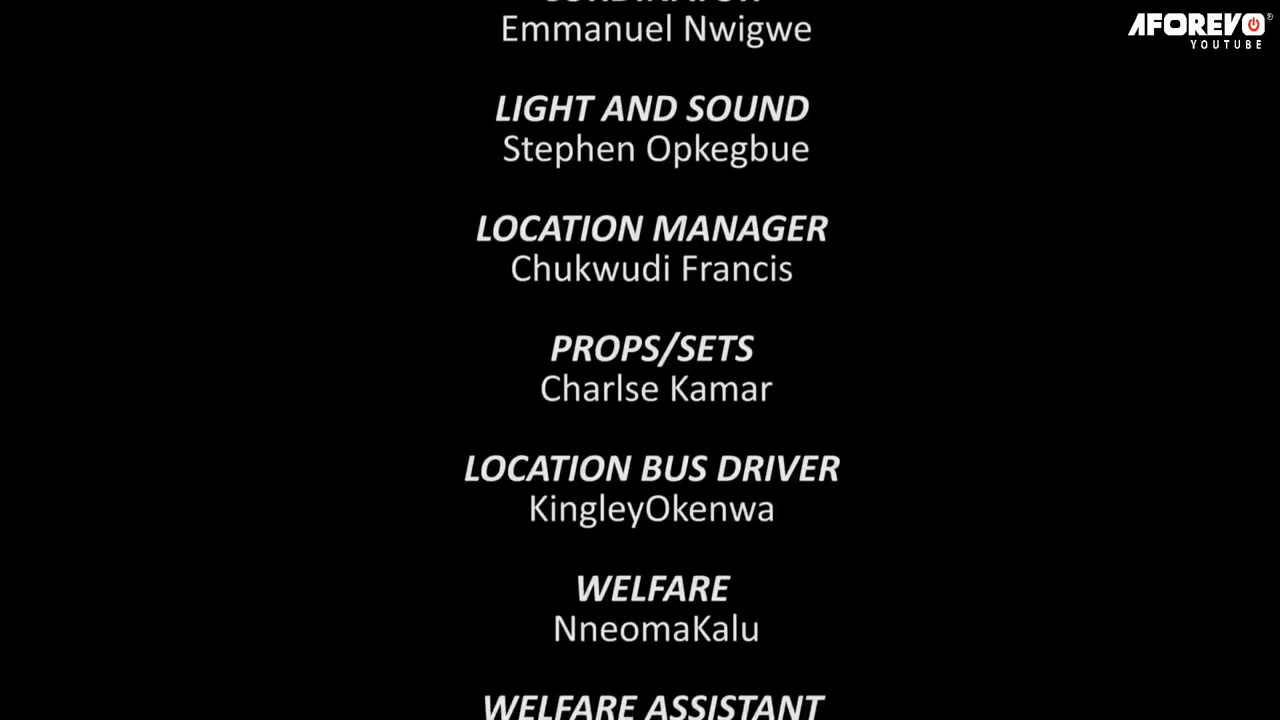 Emmanuel Nwigwe
AFOREVO
YOUTUBE
LIGHT AND SOUND
Stephen Opkegbue
LOCATION MANAGER
Chukwudi Francis
PROPS/SETS
Charlse Kamar
LOCATION BUS DRIVER
KingleyOkenwa
WELFARE
NneomaKalu
WELFARE ASSISTANT